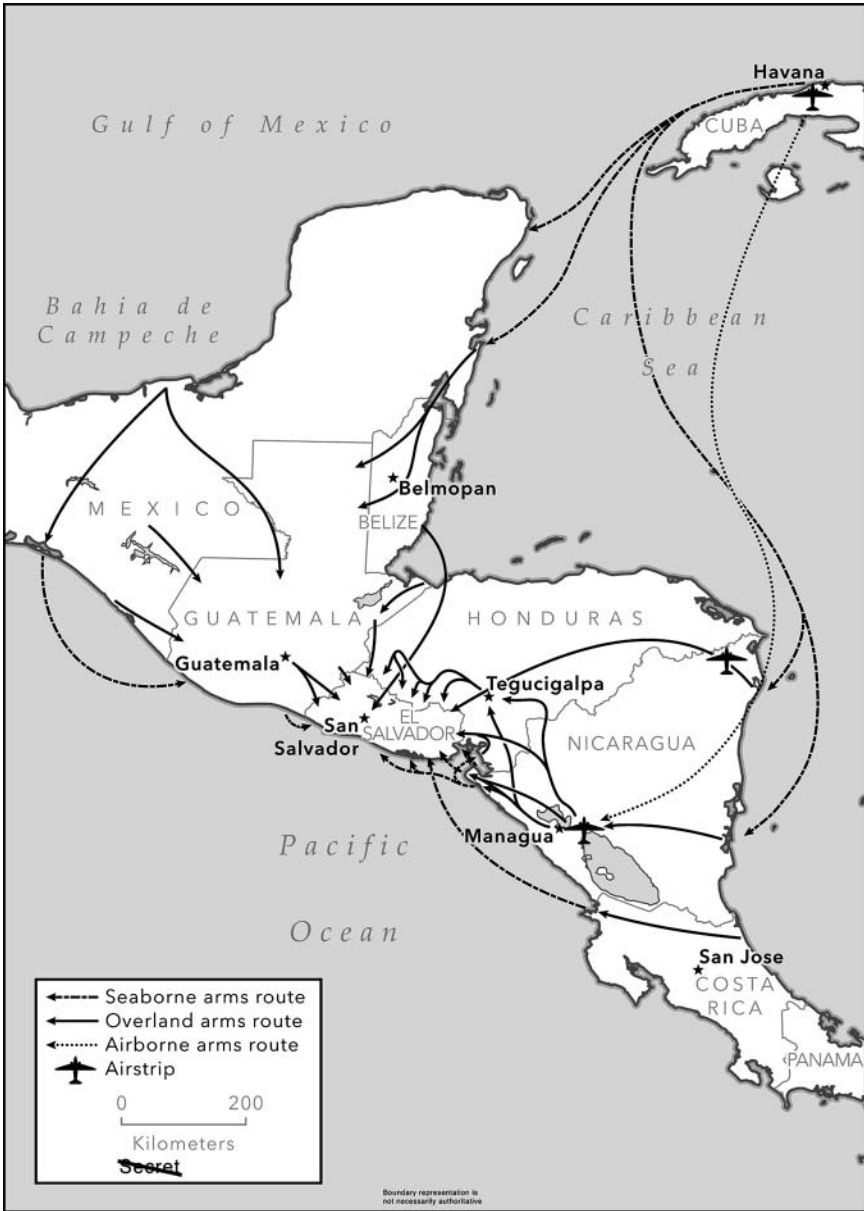 Havana
Gulf of Mexico
CUBA
Bahia de
Campeche
Caribbean
Sea
Belmopan
MEXICO
BELIZE
GUATEMALA
HONDURAS
Guatemala
Tegucigalpa
San
Salvador
EL
SALVADOR
NICARAGUA
Managua
Pacific
Ocean
San Jose
COSTA
RICA
PANAMA
Seaborne arms route
Overland arms route
Airborne arms route
Airstrip
0 200
Kilometers
Secret
Boundary representation is
not necessarily authoritative